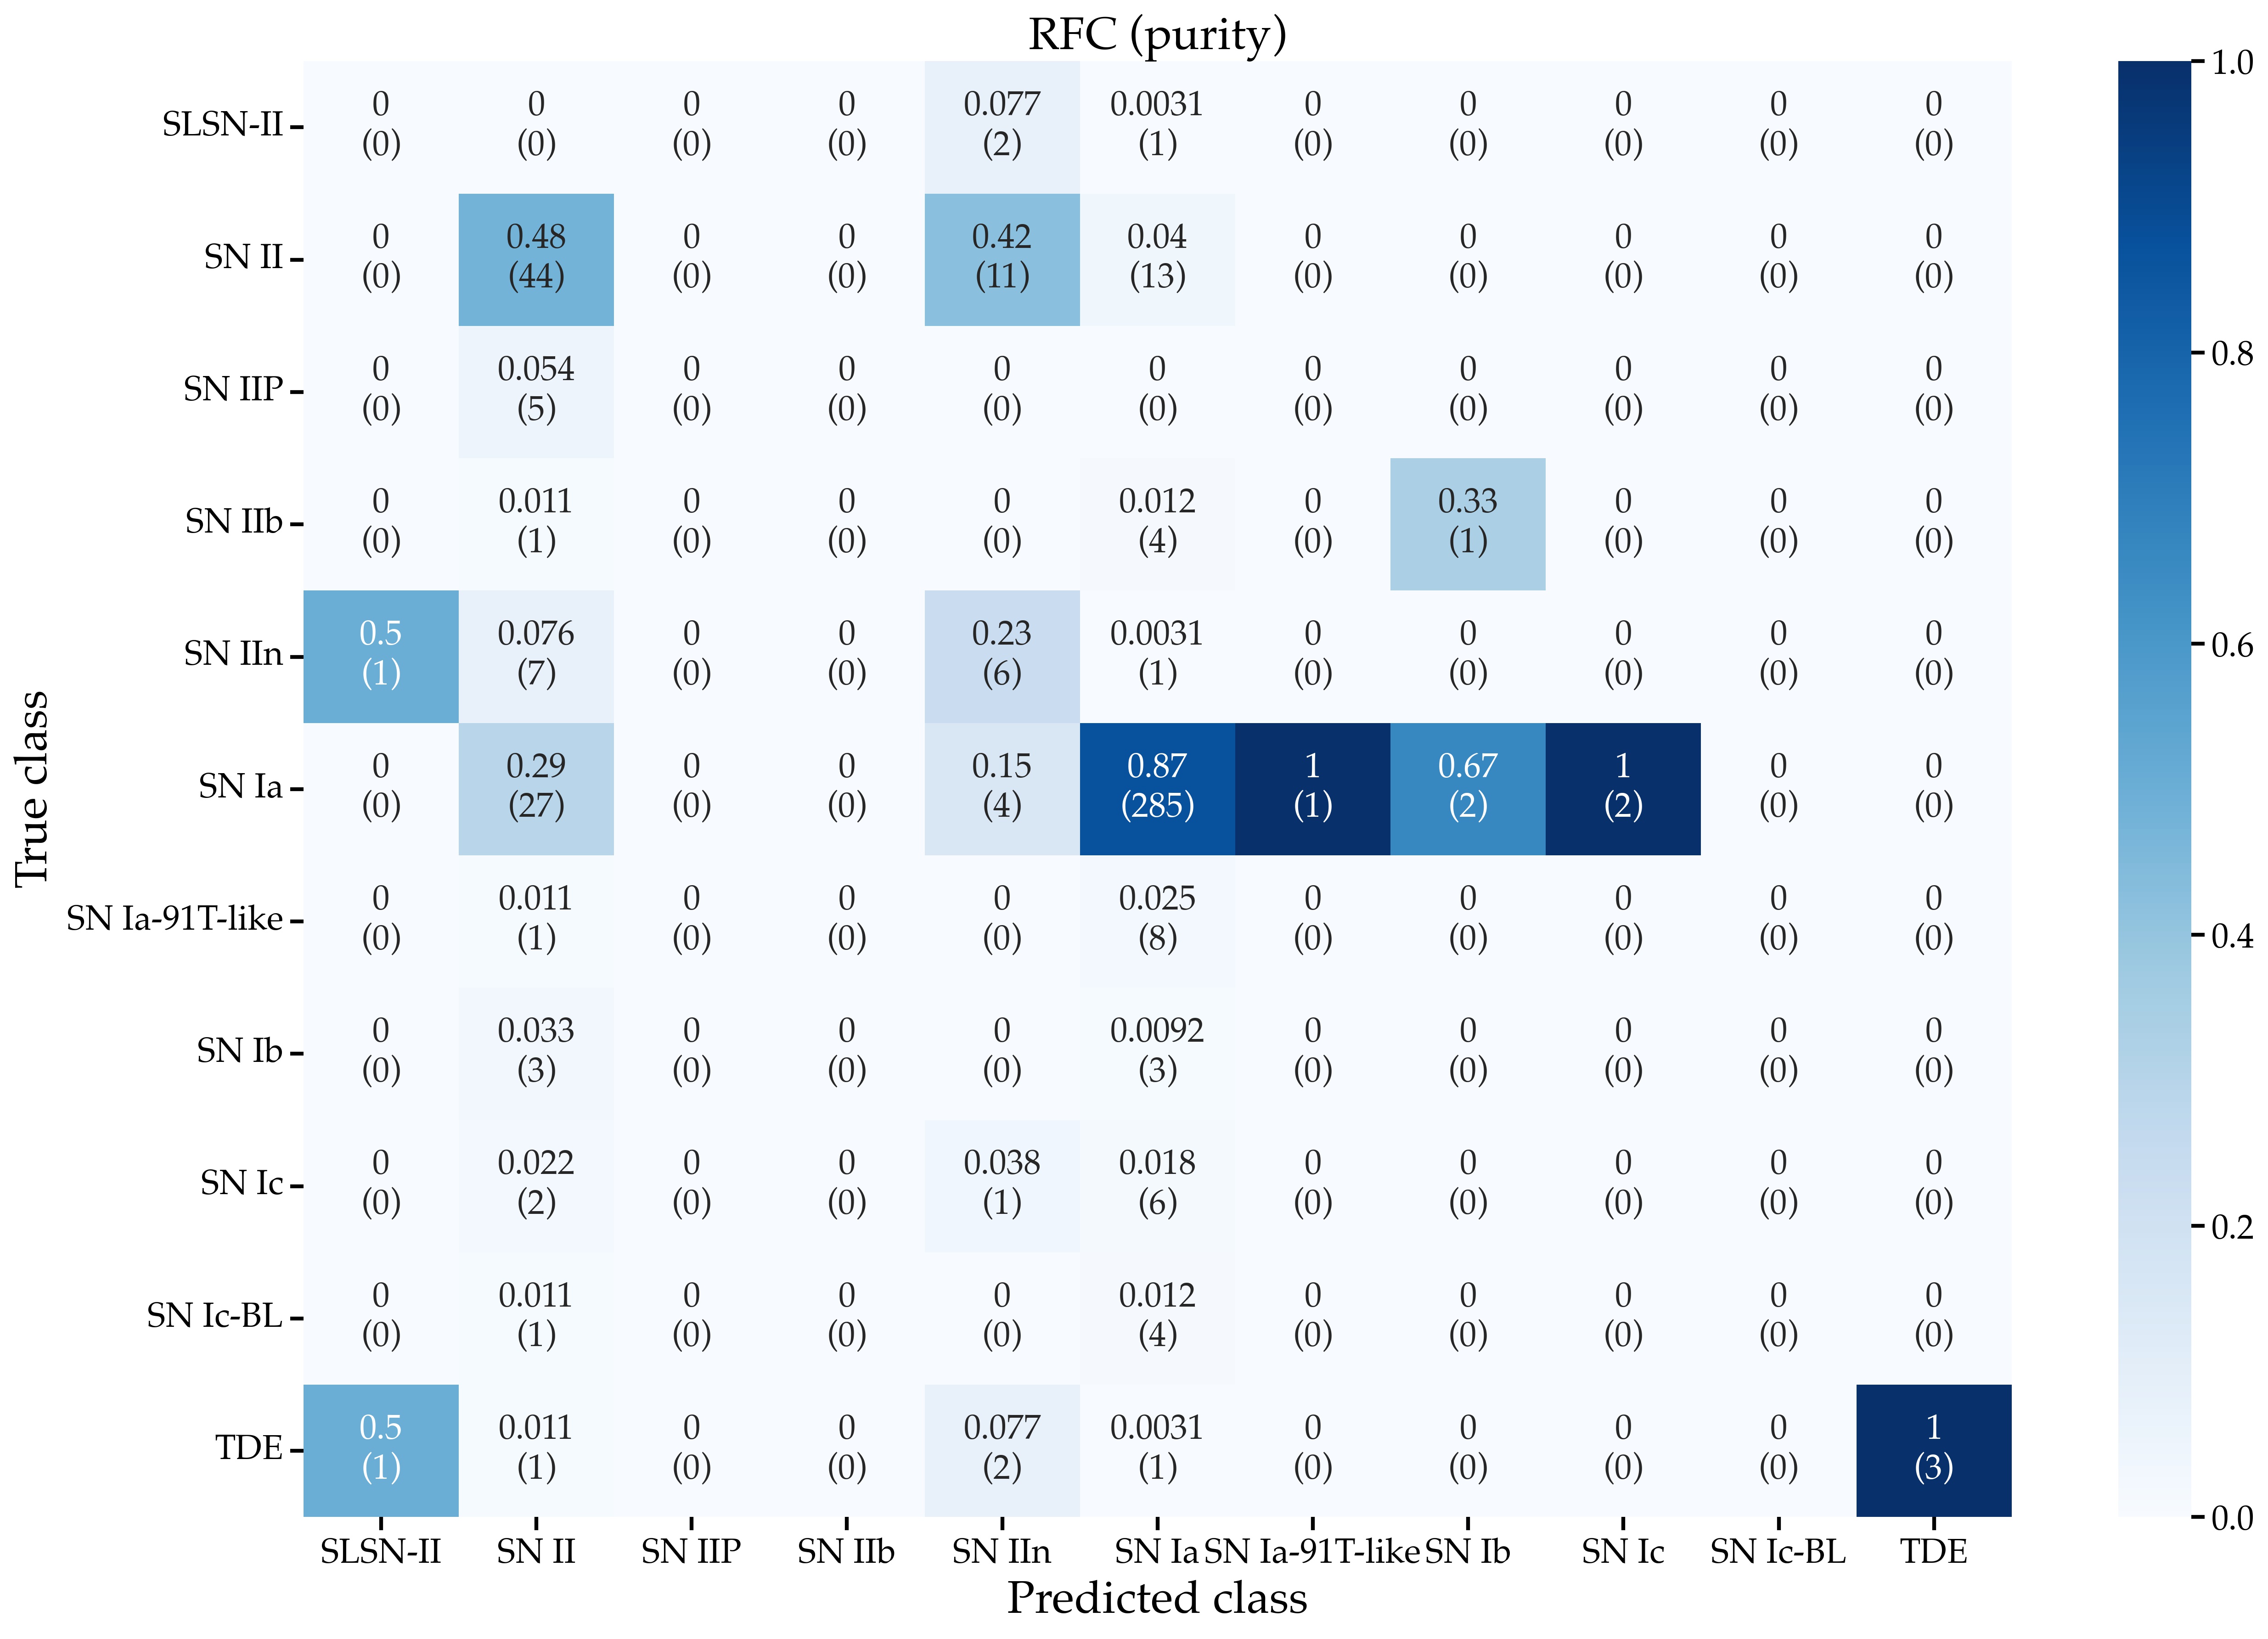 RFC (purity)
SLSN-II 0 0 0 0 0.077 0.0031 0 0 0 0 0
(0) (0) (0) (0) (2) (1) (0) (0) (0) (0) (0)
SN II 0 0.48 0 0 0.42 0.04 0 0 0 0 0
(0) (44) (0) (0) (11) (13) (0) (0) (0) (0) (0)
SN IIP 0 0.054 0 0 0 0 0 0 0 0 0
(0) (5) (0) (0) (0) (0) (0) (0) (0) (0) (0)
SN IIb 0 0.011 0 0 0 0.012 0 0.33 0 0 0
(0) (1) (0) (0) (0) (4) (0) (1) (0) (0) (0)
SN IIn 0.5 0.076 0 0 0.23 0.0031 0 0 0 0 0
(1) (7) (0) (0) (6) (1) (0) (0) (0) (0) (0)
SN Ia 0 0.29 0 0 0.15 0.87 1 0.67 1 0 0
(0) (27) (0) (0) (4) (285) (1) (2) (2) (0) (0)
SN Ia-91T-like 0 0.011 0 0 0 0.025 0 0 0 0 0
(0) (1) (0) (0) (0) (8) (0) (0) (0) (0) (0)
SN Ib 0 0.033 0 0 0 0.0092 0 0 0 0 0
(0) (3) (0) (0) (0) (3) (0) (0) (0) (0) (0)
SN Ic 0 0.022 0 0 0.038 0.018 0 0 0 0 0
(0) (2) (0) (0) (1) (6) (0) (0) (0) (0) (0)
SN Ic-BL 0 0.011 0 0 0 0.012 0 0 0 0 0
(0) (1) (0) (0) (0) (4) (0) (0) (0) (0) (0)
TDE 0.5 0.011 0 0 0.077 0.0031 0 0 0 0 1
(1) (1) (0) (0) (2) (1) (0) (0) (0) (0) (3)
SLSN-II SN II SN IIP SN IIb SN IIn SN Ia SN Ia-91T-like SN Ib SN Ic SN Ic-BL TDE
Predicted class
True class
1.0
0.8
0.6
0.4
0.2
0.0